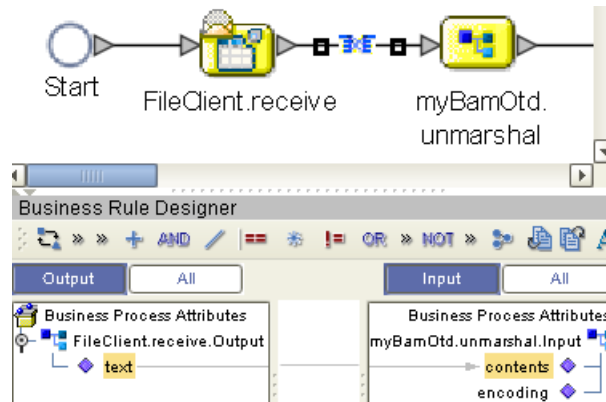 Start
FileClient.receive
myBamOtd.
unmarshal
Business Rule Designer
» » AND == != OR » NOT »
Output All Input All
Business Process Attributes Business Process Attributes
FileClient.receive.Output myBamOtd.unmarshal.Input
text contents
encoding